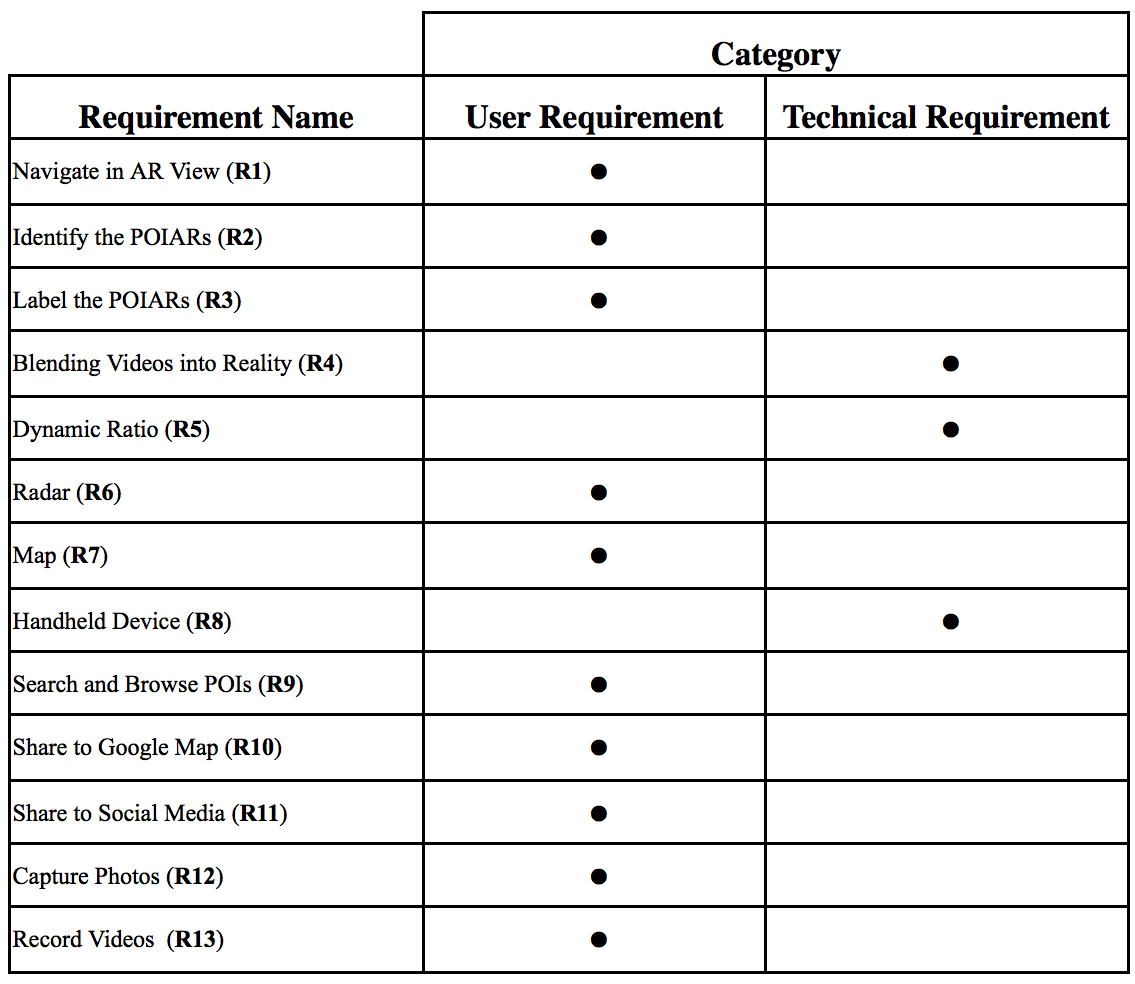 Category
Requirement Name User Requirement Technical Requirement
Navigate in AR View (R1) ●
Identify the POIARs (R2) ●
Label the POIARs (R3) ●
Blending Videos into Reality (R4) ●
Dynamic Ratio (R5) ●
Radar (R6) ●
Map (R7) ●
Handheld Device (R8) ●
Search and Browse POIs (R9) ●
Share to Google Map (R10) ●
Share to Social Media (R11) ●
Capture Photos (R12) ●
Record Videos (R13) ●